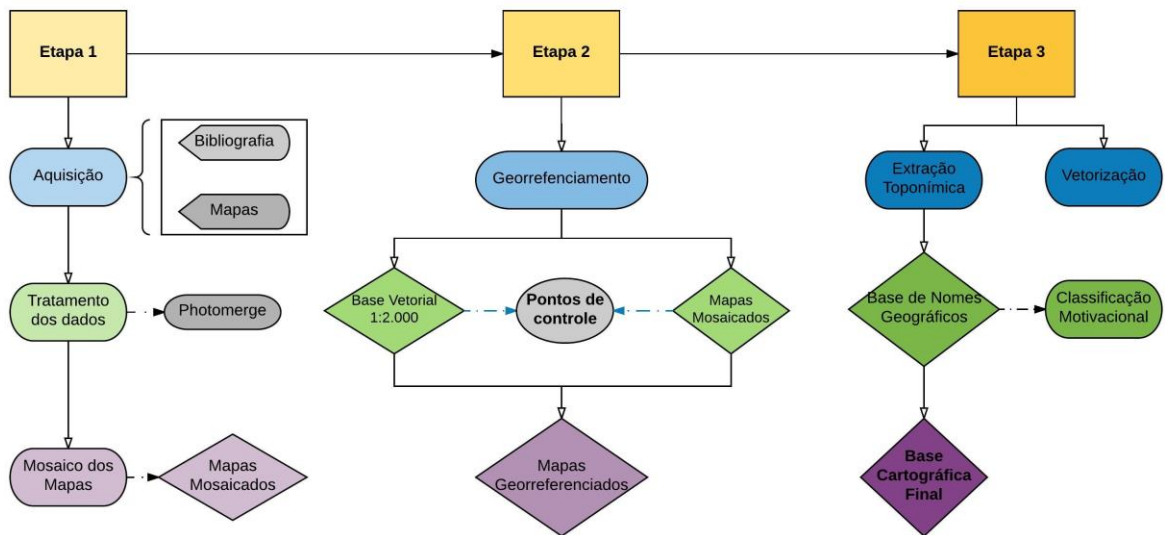 Etapa 1
Etapa 2
Etapa 3
Bibliografia
Aquisição
Mapas
Georrefenciamento
Extração
Toponímica
Vetorização
Tratamento
dos dados
Photomerge
Base Vetorial
1:2.000
Pontos de
controle
Mapas
Mosaicados
Base de Nomes
Geográficos
Classificação
Motivacional
Mosaico dos
Mapas
Mapas
Mosaicados
Mapas
Georreferenciados
Base
Cartográfica
Final